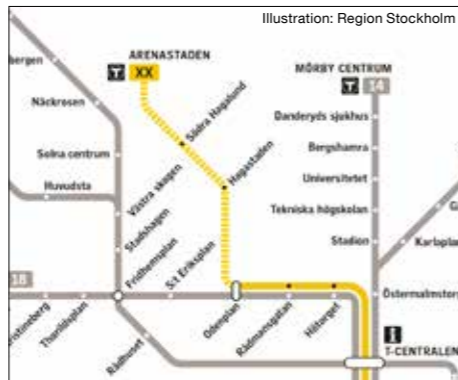 Illustration: Region Stockholm
ARENASTADEN
T XX
MÖRBY CENTRUM
T 14
Näckrosen
Solna centrum
Huvudsta
Västra skogen
Stadshagen
Fridhemsplan
S:t Eriksplan
Södra Hagalund
Hagastaden
Odenplan
Rådmansgatan
Hötorget
Danderyds sjukhus
Bergshamra
Universitetet
Tekniska högskolan
Stadion
Karlaplan
Östermalmstorg
18
Thorildsplan
Rådhuset
i
T-CENTRALEN